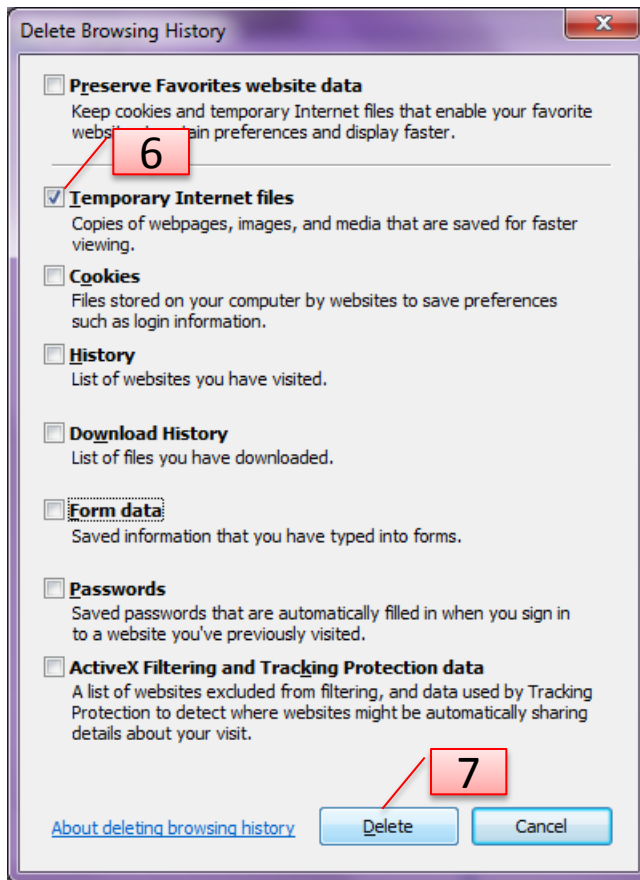 Delete Browsing History
Preserve Favorites website data
Keep cookies and temporary Internet files that enable your favorite
preferences and display faster.
6
Temporary Internet files
Copies of webpages, images, and media that are saved for faster
viewing.
Cookies
Files stored on your computer by websites to save preferences
such as login information.
History
List of websites you have visited.
Download History
List of files you have downloaded.
Form data
Saved information that you have typed into forms.
Passwords
Saved passwords that are automatically filled in when you sign in
to a website you've previously visited.
ActiveX Filtering and Tracking Protection data
A list of websites excluded from filtering, and data used by Tracking
Protection to detect where websites might be automatically sharing
details about your visit.
7
About deleting browsing history
Delete
Cancel